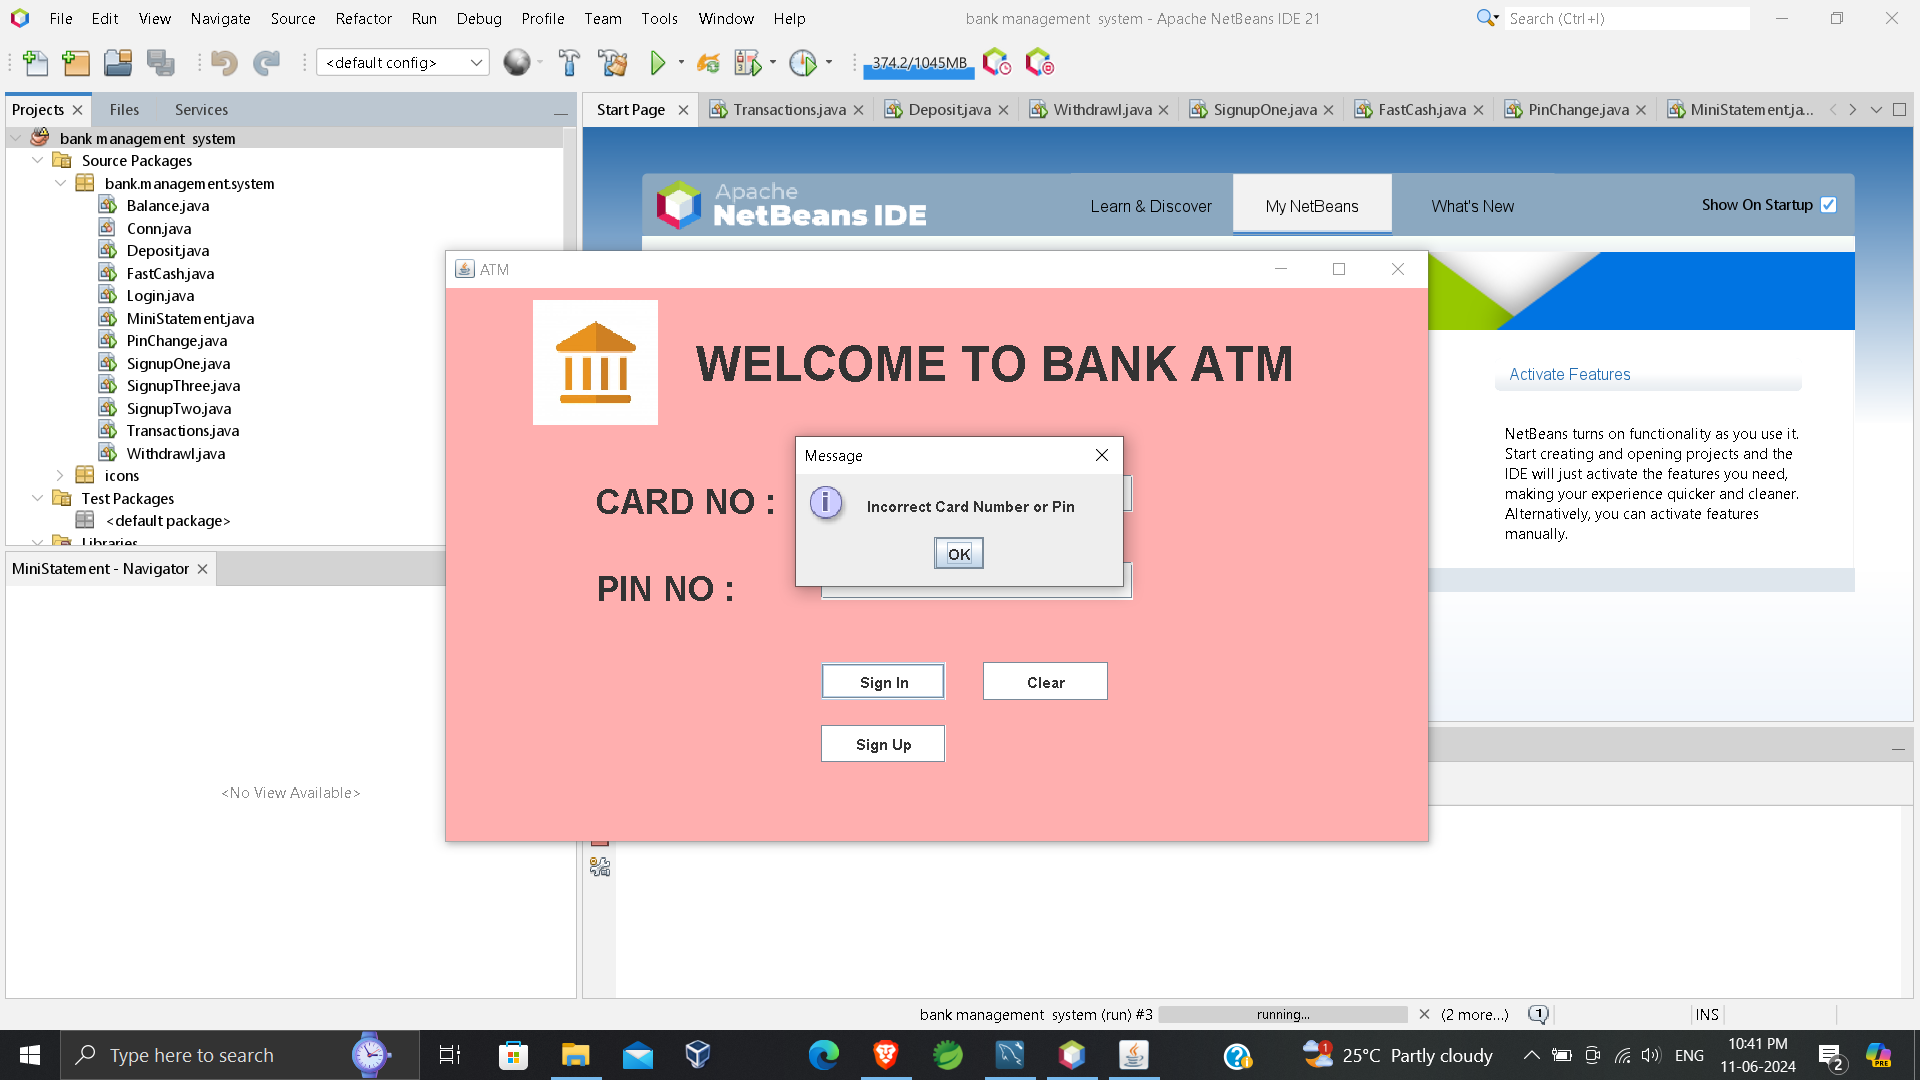 File Edit View Navigate Source Refactor Run Debug Profile Team Tools Window Help
bank management system - Apache NetBeans IDE 21
Search (Ctrl+I)
<default config>
374.2/1045MB
Projects
Files
Services
Start Page
Transactions.java
Deposit.java
Withdrawl.java
SignupOne.java
FastCash.java
PinChange.java
MiniStatement.ja...
bank management system
Source Packages
bank.management.system
Balance.java
Conn.java
Deposit.java
FastCash.java
Login.java
MiniStatement.java
PinChange.java
SignupOne.java
SignupThree.java
SignupTwo.java
Transactions.java
Withdrawl.java
icons
Test Packages
<default package>
Libraries
MiniStatement - Navigator
<No View Available>
Apache
NetBeans IDE
Learn & Discover
My NetBeans
What's New
Show On Startup
Activate Features
NetBeans turns on functionality as you use it.
Start creating and opening projects and the
IDE will just activate the features you need,
making your experience quicker and cleaner.
Alternatively, you can activate features
manually.
ATM
WELCOME TO BANK ATM
CARD NO :
PIN NO :
Message
Incorrect Card Number or Pin
OK
Sign In
Clear
Sign Up
bank management system (run) #3
running...
(2 more...)
1
INS
Type here to search
1
25°C Partly cloudy
ENG
10:41 PM
11-06-2024
2
PRE